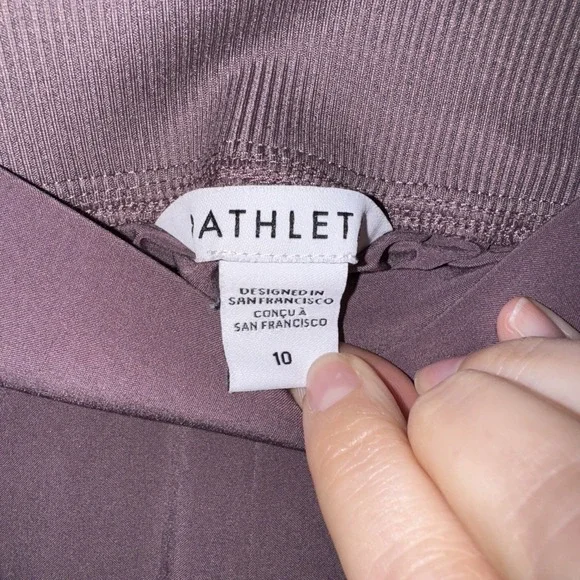 ATHLET
DESIGNED IN
SAN FRANCISCO
CONÇU À
SAN FRANCISCO
10